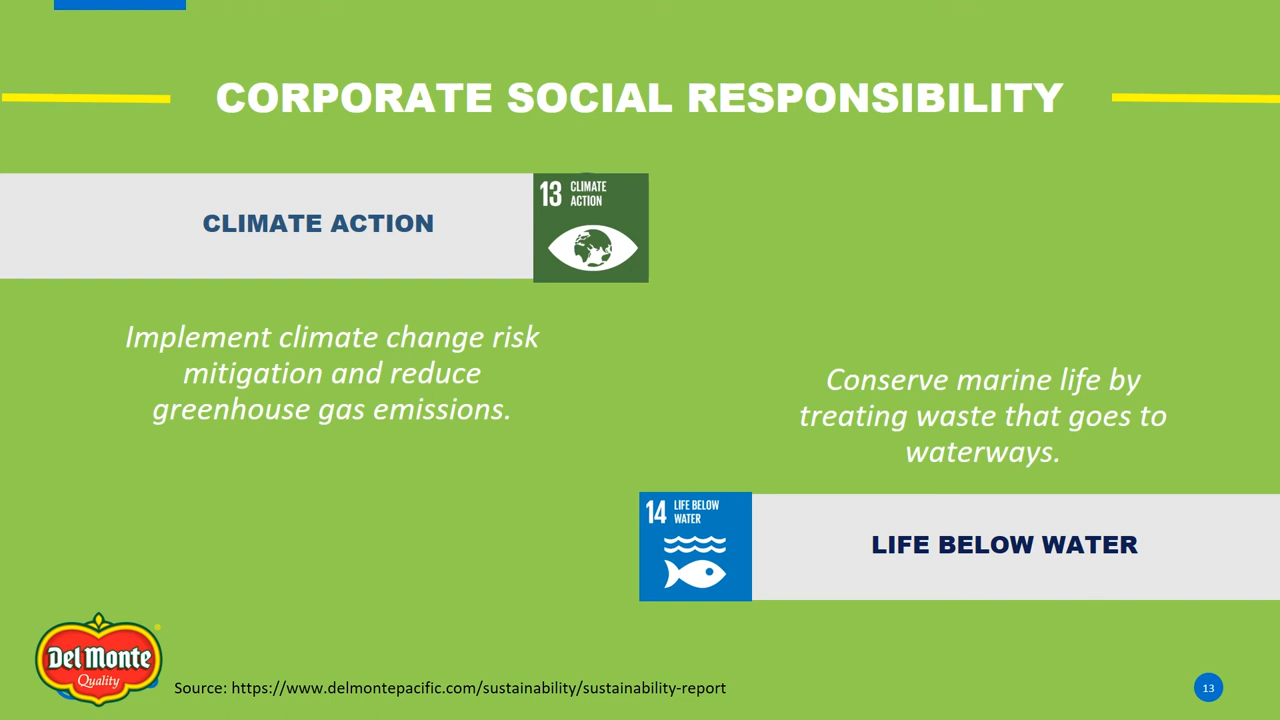 CORPORATE SOCIAL RESPONSIBILITY
CLIMATE ACTION
13 CLIMATE
ACTION
Implement climate change risk
mitigation and reduce
greenhouse gas emissions.
Conserve marine life by
treating waste that goes to
waterways.
14 LIFE BELOW
WATER
LIFE BELOW WATER
Del Monte
Quality
Source: https://www.delmontepacific.com/sustainability/sustainability-report
13